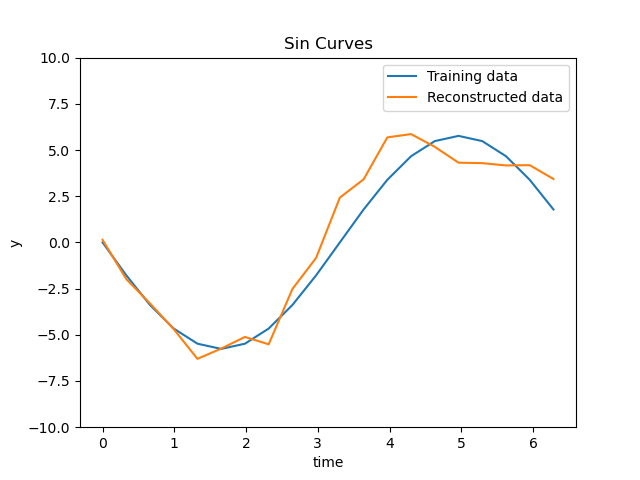 Sin Curves
Training data
Reconstructed data
10.0
7.5
5.0
2.5
0.0
−2.5
−5.0
−7.5
−10.0
y
0 1 2 3 4 5 6
time